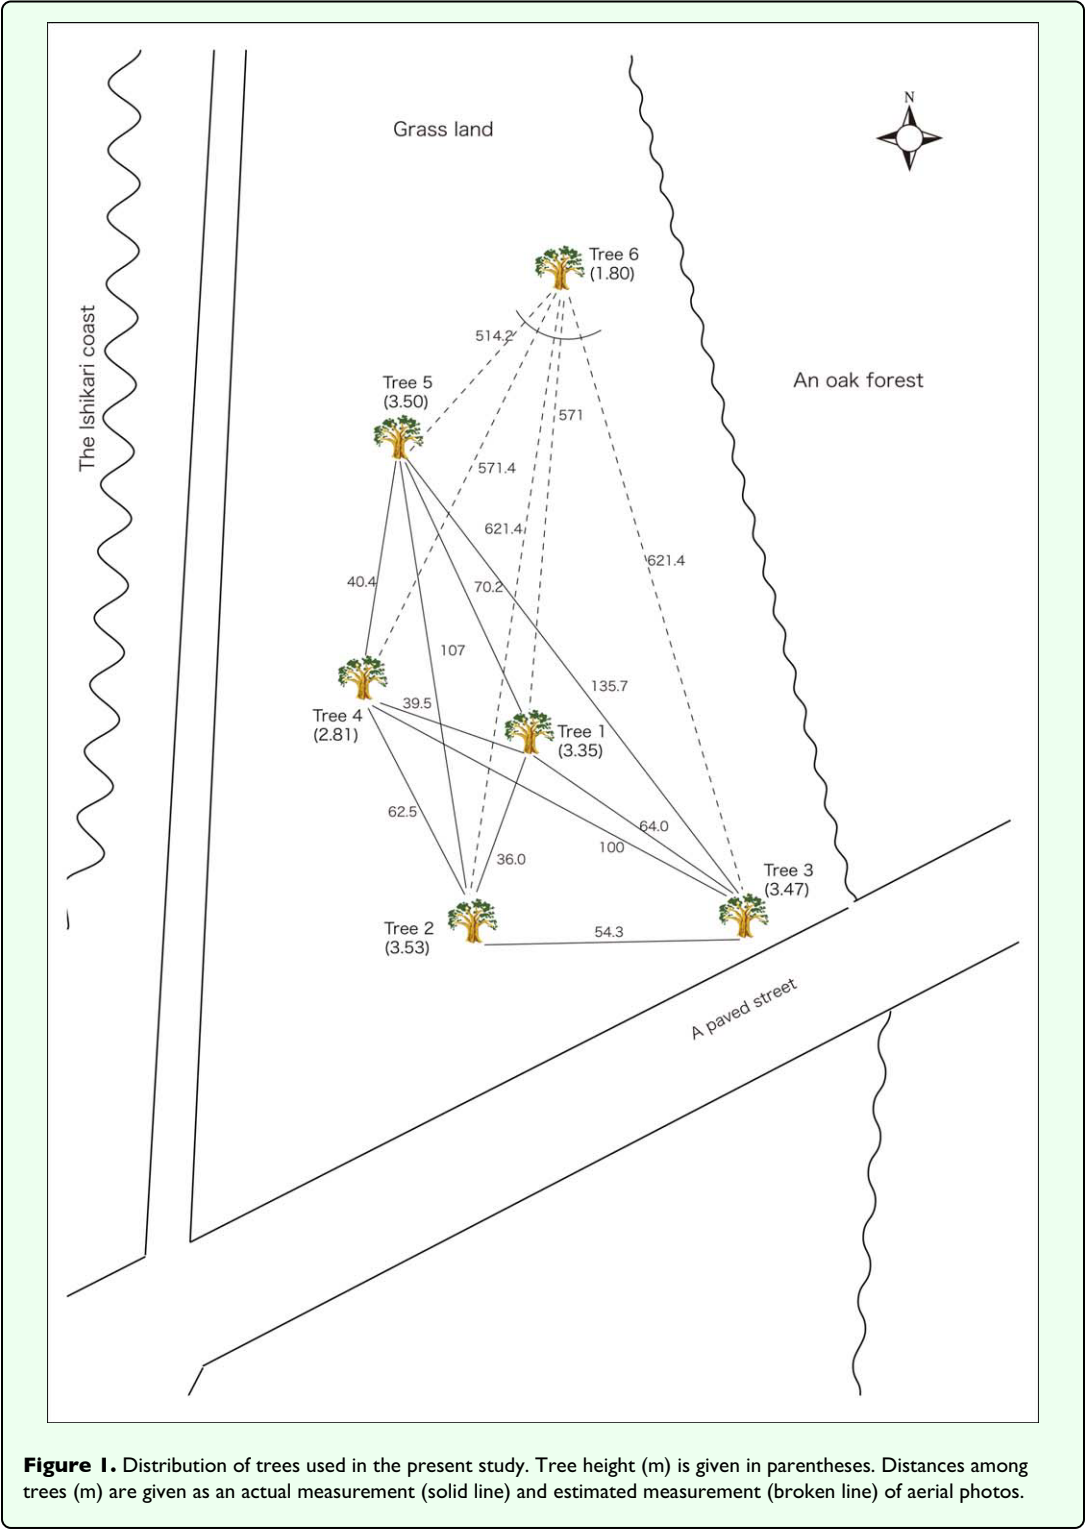 N
Grass land
Tree 6
(1.80)
The Ishikari coast
514.2
An oak forest
Tree 5
(3.50)
571
571.4
621.4
621.4
40.4
70.2
107
135.7
39.5
Tree 4
(2.81)
Tree 1
(3.35)
62.5
64.0
100
36.0
Tree 3
(3.47)
Tree 2
(3.53)
54.3
A paved street
Figure 1. Distribution of trees used in the present study. Tree height (m) is given in parentheses. Distances among
trees (m) are given as an actual measurement (solid line) and estimated measurement (broken line) of aerial photos.